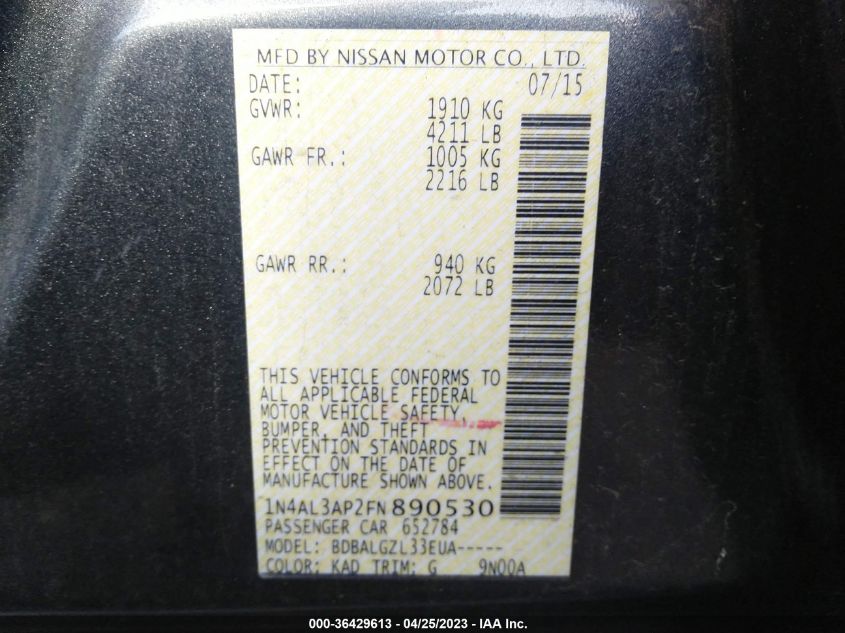 MFD BY NISSAN MOTOR CO., LTD.
DATE: 07/15
GVWR: 1910 KG
4211 LB
GAWR FR.: 1005 KG
2216 LB
GAWR RR.: 940 KG
2072 LB
THIS VEHICLE CONFORMS TO
ALL APPLICABLE FEDERAL
MOTOR VEHICLE SAFETY,
BUMPER, AND THEFT
PREVENTION STANDARDS IN
EFFECT ON THE DATE OF
MANUFACTURE SHOWN ABOVE.
1N4AL3AP2FN890530
PASSENGER CAR 652784
MODEL: BDBALGZL33EUA-----
COLOR: KAD TRIM: G 9N00A
000-36429613 - 04/25/2023 - IAA Inc.